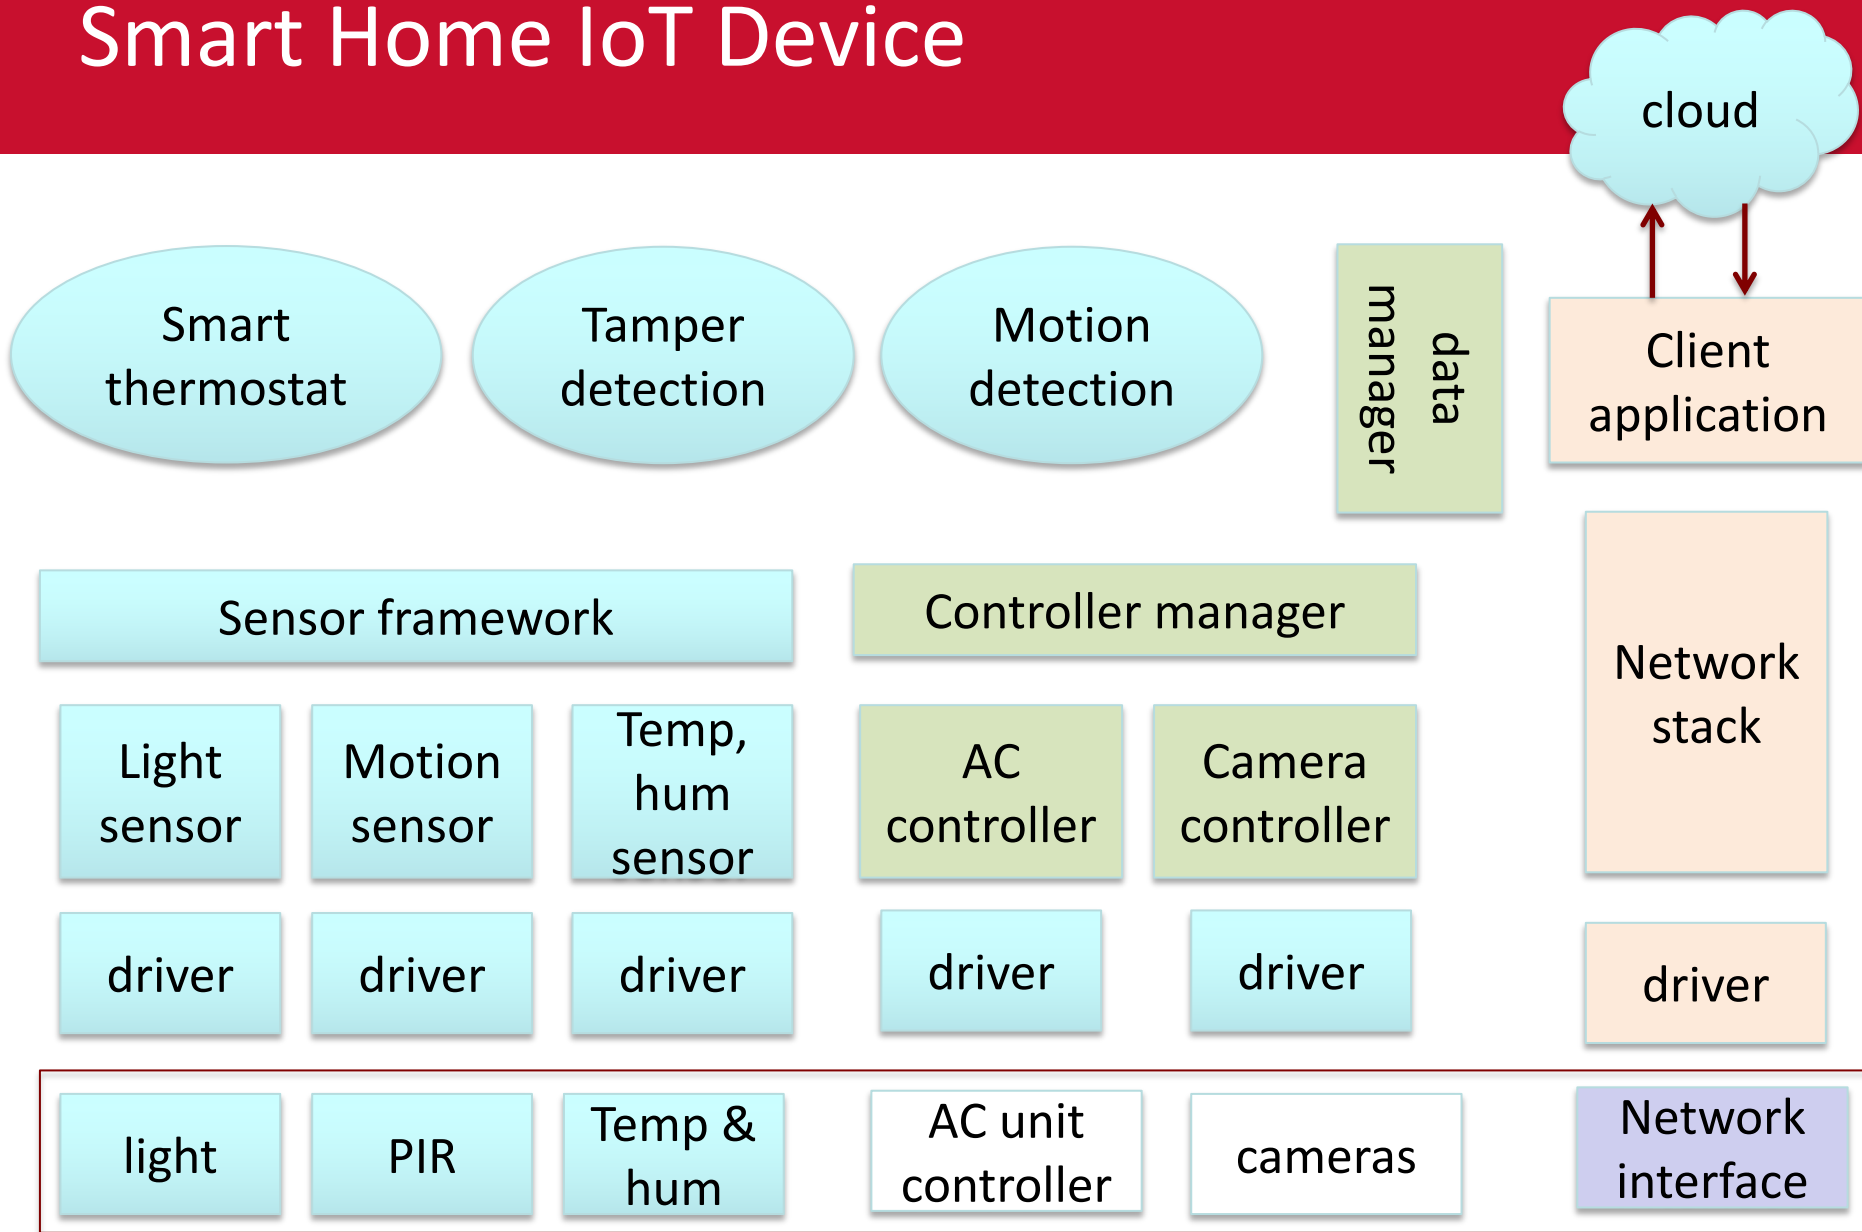 Smart Home IoT Device
cloud
Smart
thermostat
Tamper
detection
Motion
detection
data
manager
Client
application
Sensor framework
Controller manager
Network
stack
Light
sensor
Motion
sensor
Temp,
hum
sensor
AC
controller
Camera
controller
driver
driver
driver
driver
driver
driver
light
PIR
Temp &
hum
AC unit
controller
cameras
Network
interface